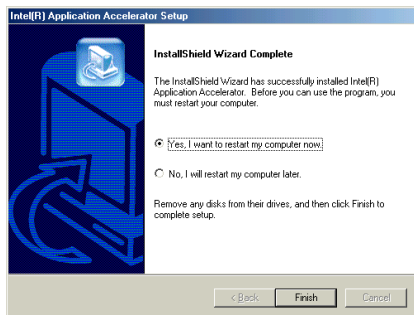 Intel(R) Application Accelerator Setup
InstallShield Wizard Complete
The InstallShield Wizard has successfully installed Intel(R)
Application Accelerator. Before you can use the program, you
must restart your computer.
Yes, I want to restart my computer now.
No, I will restart my computer later.
Remove any disks from their drives, and then click Finish to
complete setup.
< Back Finish Cancel